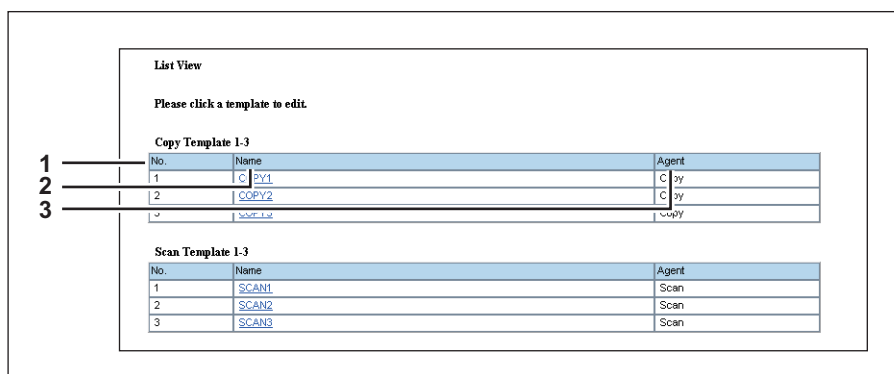 List View
Please click a template to edit.
Copy Template 1-3
1
No. Name Agent
1 COPY1 Copy
2
2 COPY2 Copy
3
3 COPY3 Copy
Scan Template 1-3
No. Name Agent
1 SCAN1 Scan
2 SCAN2 Scan
3 SCAN3 Scan